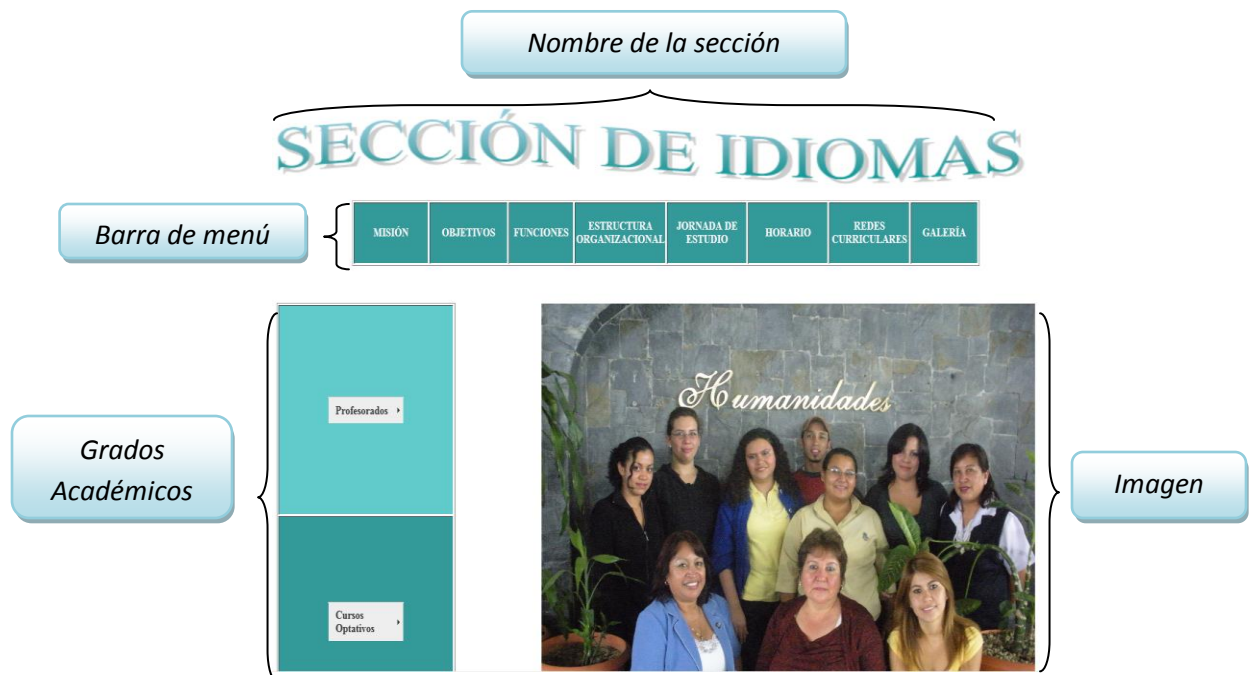 Nombre de la sección
SECCIÓN DE IDIOMAS
Barra de menú
MISIÓN
OBJETIVOS
FUNCIONES
ESTRUCTURA
ORGANIZACIONAL
JORNADA DE
ESTUDIO
HORARIO
REDES
CURRICULARES
GALERÍA
Grados
Académicos
Profesorados
Cursos
Optativos
Humanidades
Imagen